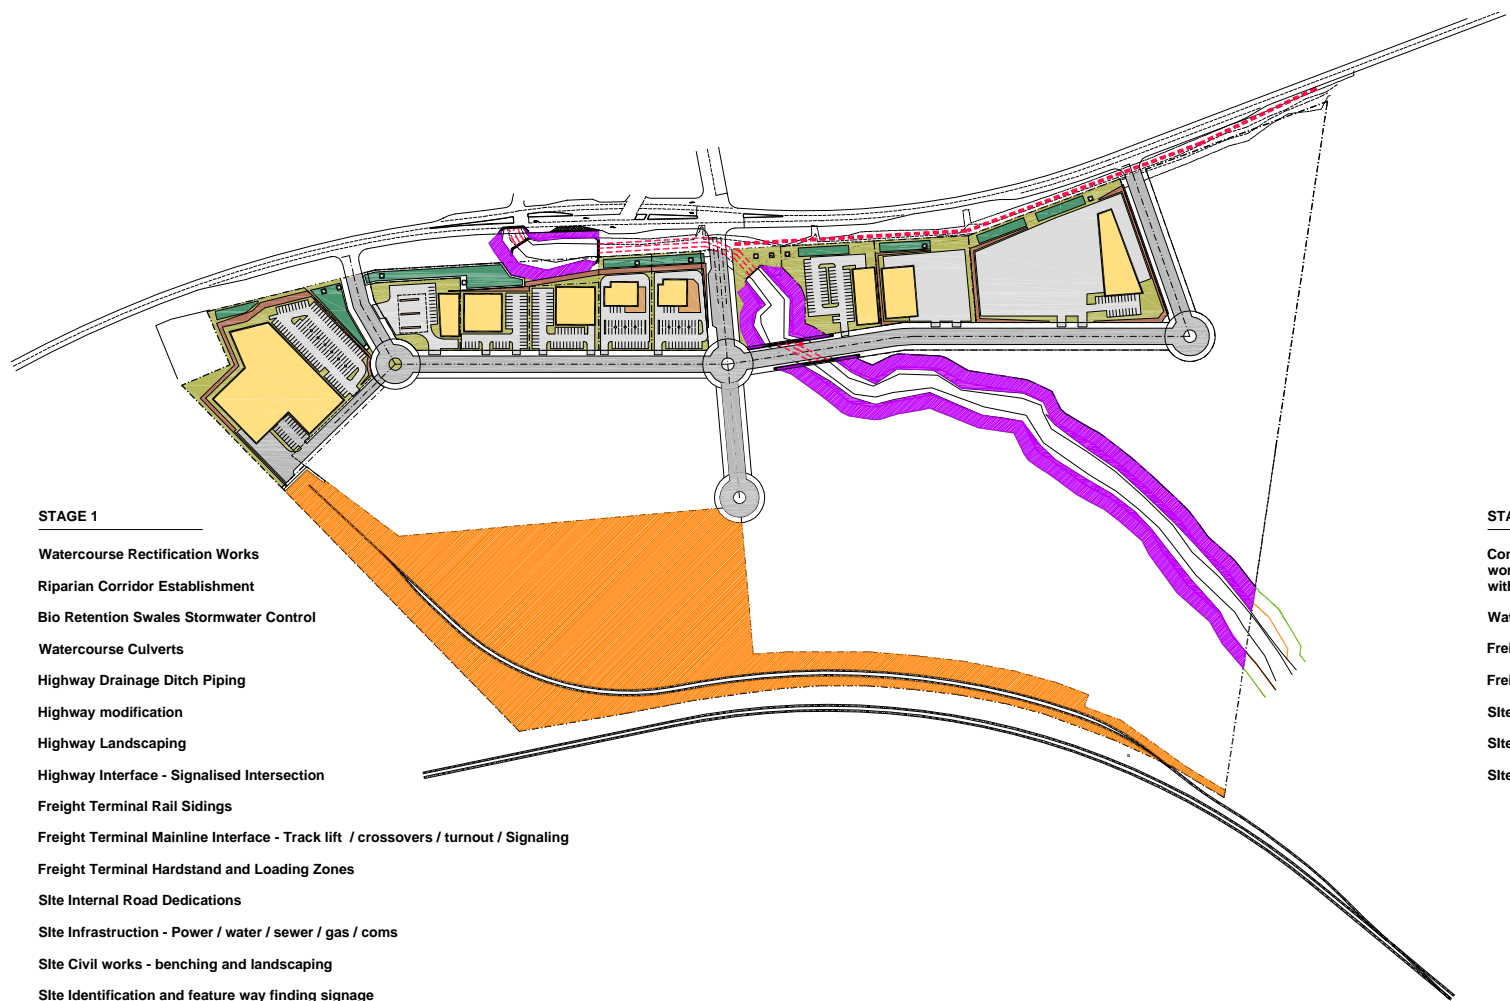 STAGE 1
Watercourse Rectification Works
Riparian Corridor Establishment
Bio Retention Swales Stormwater Control
Watercourse Culverts
Highway Drainage Ditch Piping
Highway modification
Highway Landscaping
Highway Interface - Signalised Intersection
Freight Terminal Rail Sidings
Freight Terminal Mainline Interface - Track lift / crossovers / turnout / Signaling
Freight Terminal Hardstand and Loading Zones
SIte Internal Road Dedications
SIte Infrastruction - Power / water / sewer / gas / coms
SIte Civil works - benching and landscaping
SIte Identification and feature way finding signage